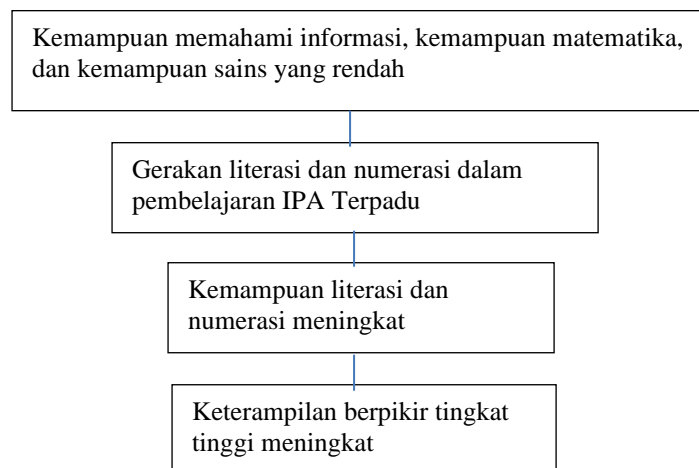 Kemampuan memahami informasi, kemampuan matematika,
dan kemampuan sains yang rendah
Gerakan literasi dan numerasi dalam
pembelajaran IPA Terpadu
Kemampuan literasi dan
numerasi meningkat
Keterampilan berpikir tingkat
tinggi meningkat